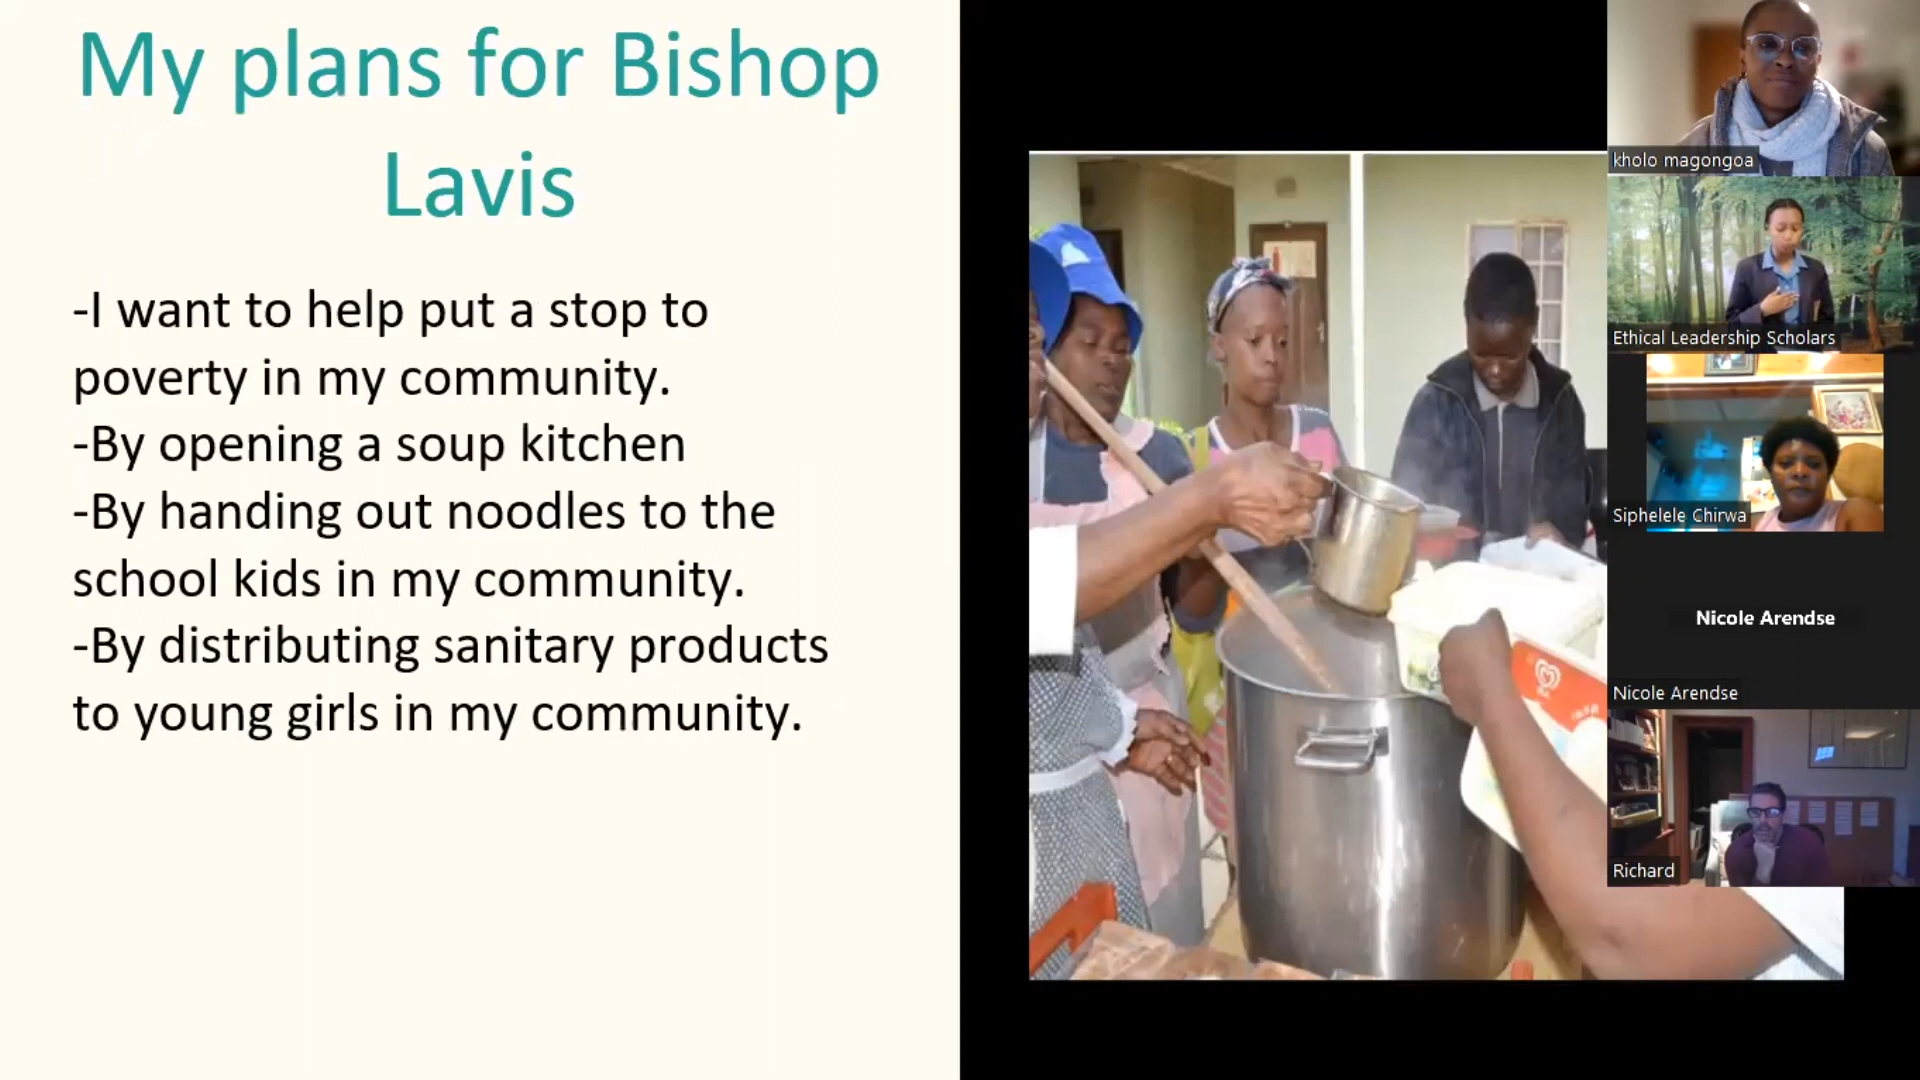 My plans for Bishop
Lavis
-I want to help put a stop to
poverty in my community.
-By opening a soup kitchen
-By handing out noodles to the
school kids in my community.
-By distributing sanitary products
to young girls in my community.
kholo magongoa
Ethical Leadership Scholars
Siphelele Chirwa
Nicole Arendse
Nicole Arendse
Richard